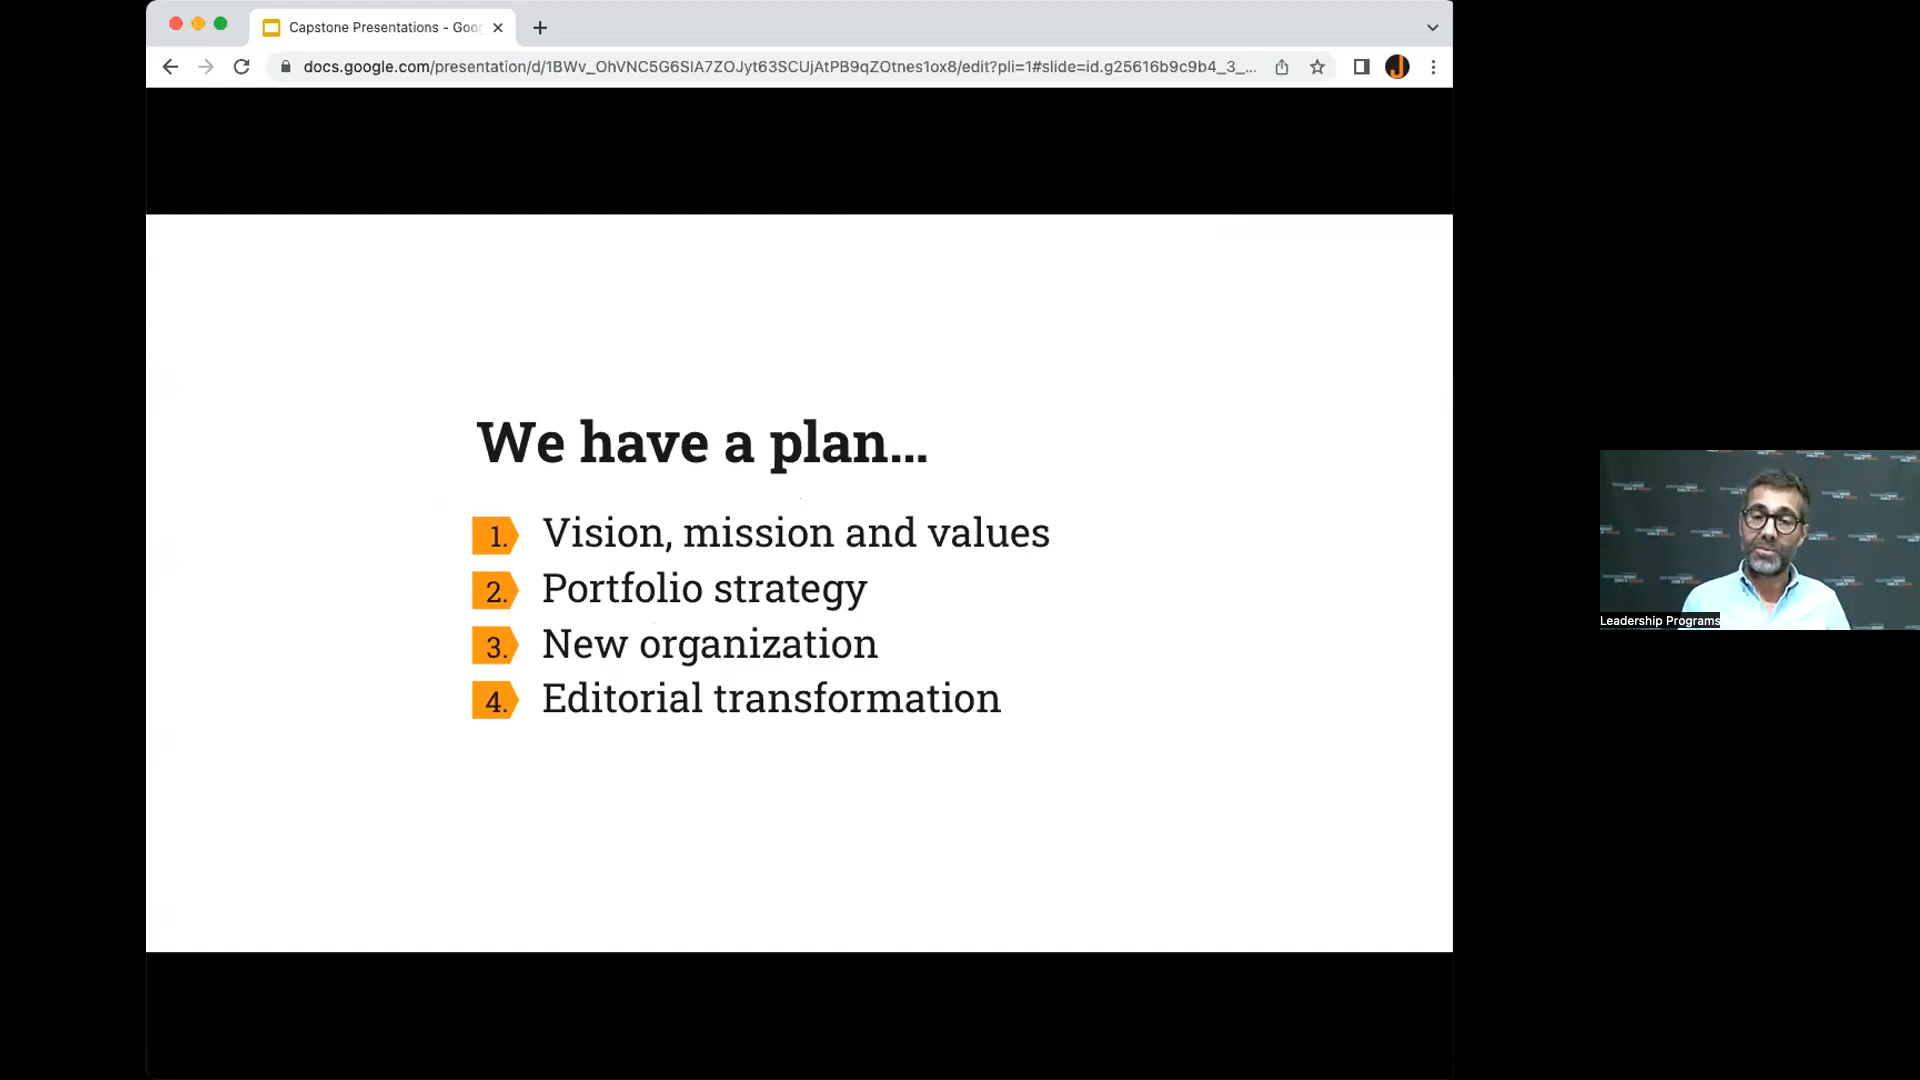 Capstone Presentations - Goo
docs.google.com/presentation/d/1BWv_OhVNC5G6SlA7ZOJyt63SCUjAtPB9qZOtnes1ox8/edit?pli=1#slide=id.g25616b9c9b4_3_...
We have a plan...
1. Vision, mission and values
2. Portfolio strategy
3. New organization
4. Editorial transformation
Leadership Programs